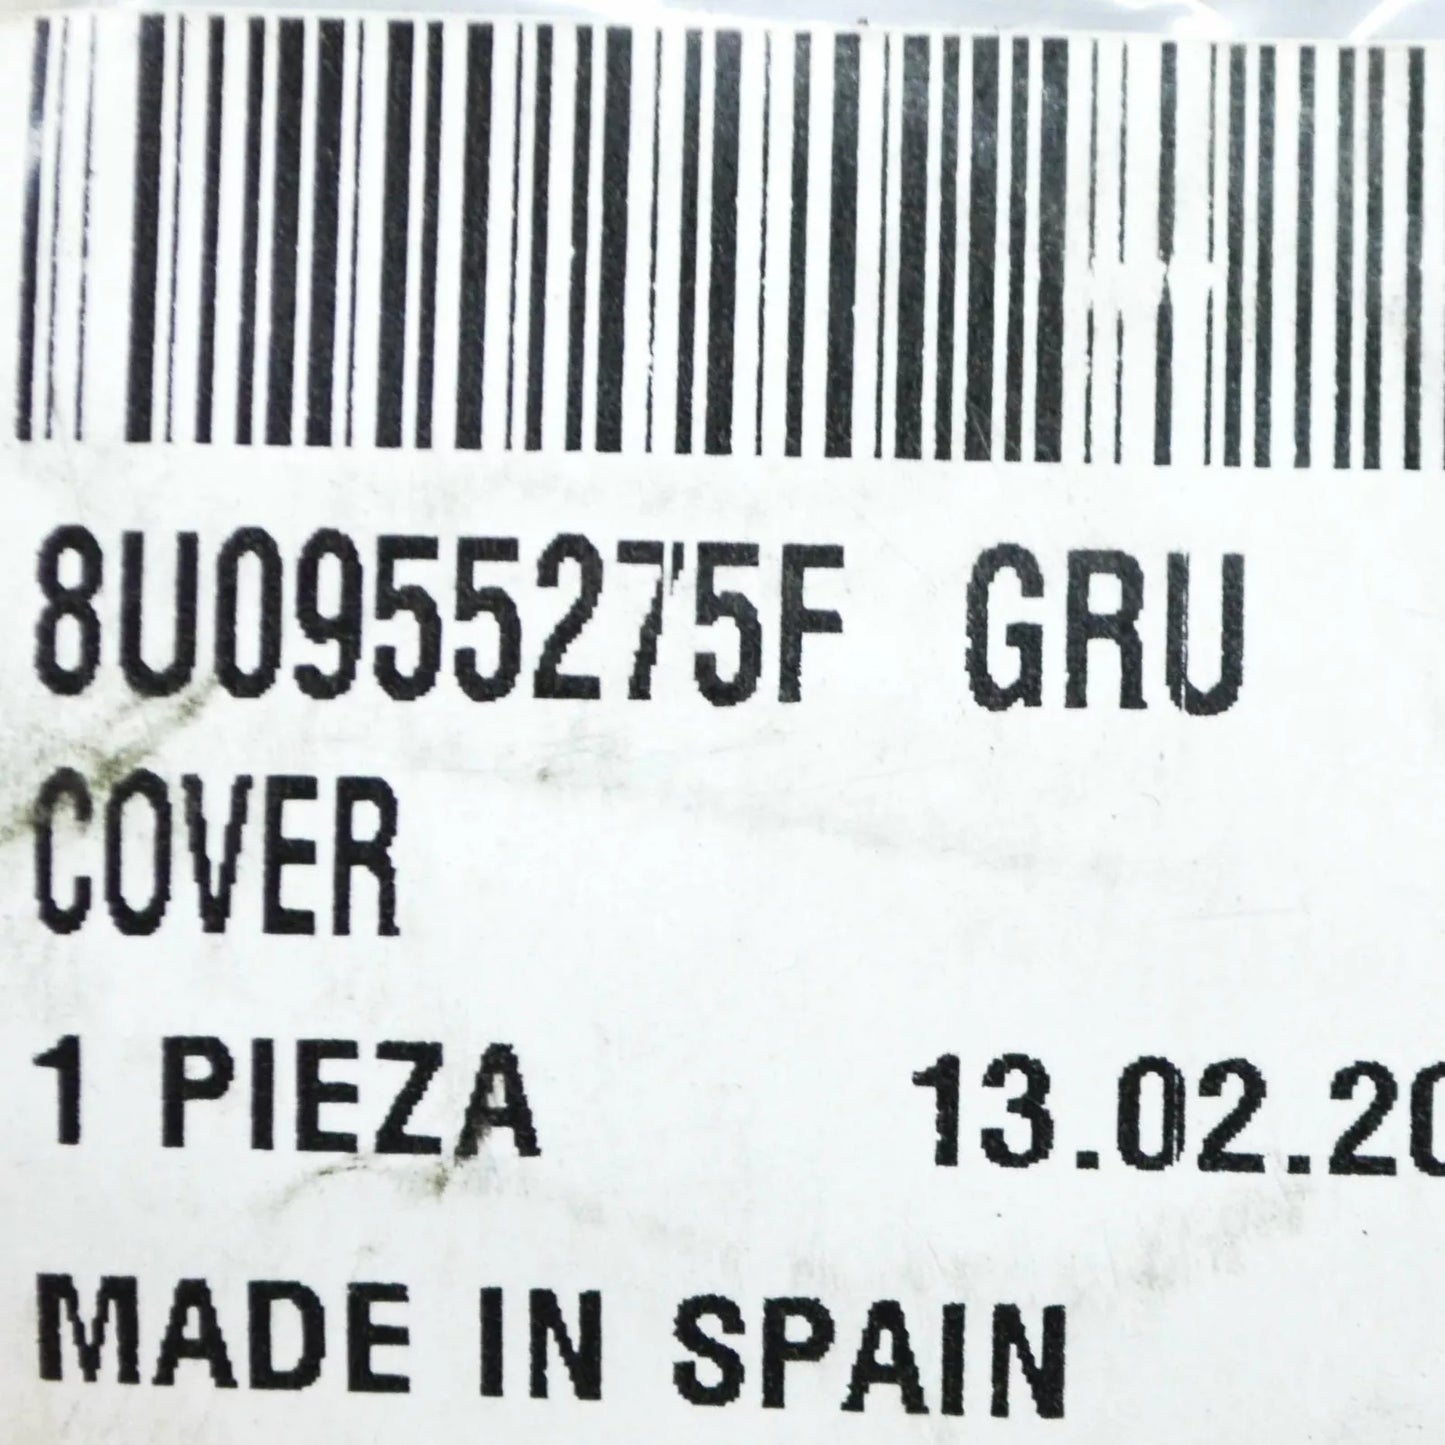 8U0955275F GRU
COVER
1 PIEZA 13.02.20
MADE IN SPAIN